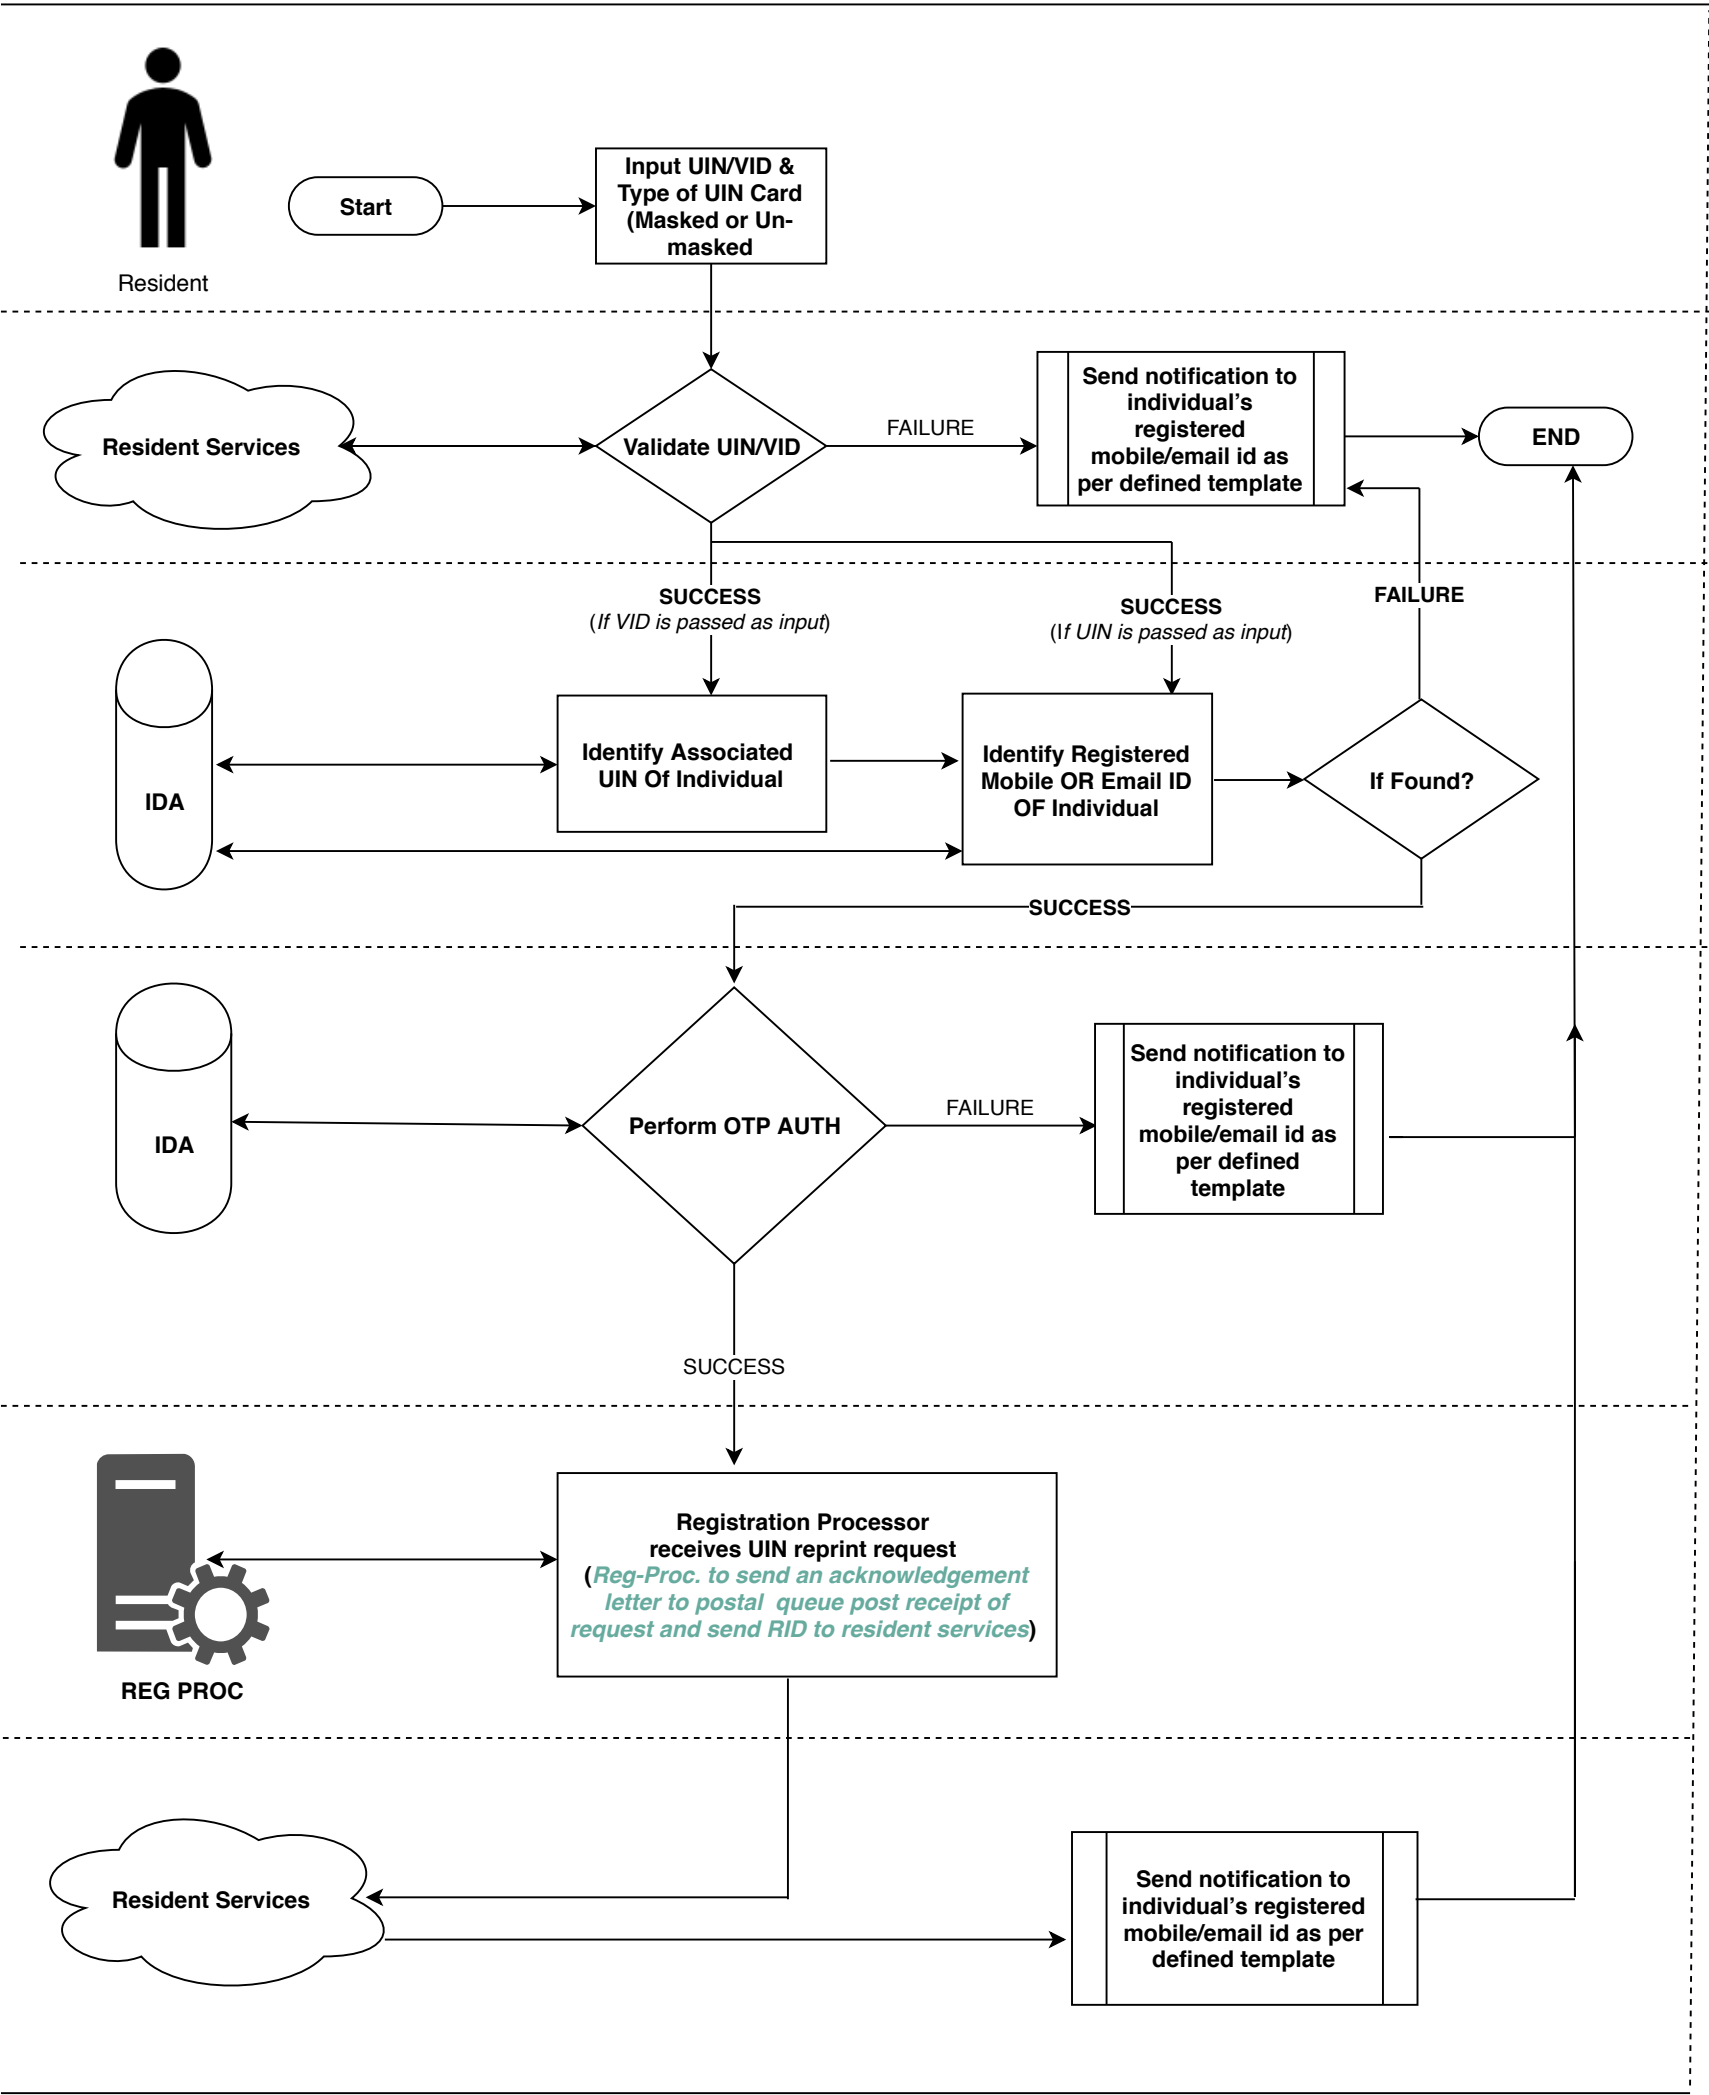 Input UIN/VID &
Type of UIN Card
(Masked or Un-
masked
Start
Resident
Send notification to
individual's
registered
mobile/email id as
per defined template
Resident Services
Validate UIN/VID
FAILURE
END
SUCCESS
(If VID is passed as input)
SUCCESS
(If UIN is passed as input)
FAILURE
IDA
Identify Associated
UIN Of Individual
Identify Registered
Mobile OR Email ID
OF Individual
If Found?
SUCCESS
IDA
Perform OTP AUTH
FAILURE
Send notification to
individual's
registered
mobile/email id as
per defined
template
SUCCESS
REG PROC
Registration Processor
receives UIN reprint request
(Reg-Proc. to send an acknowledgement
letter to postal queue post receipt of
request and send RID to resident services)
Resident Services
Send notification to
individual's registered
mobile/email id as per
defined template